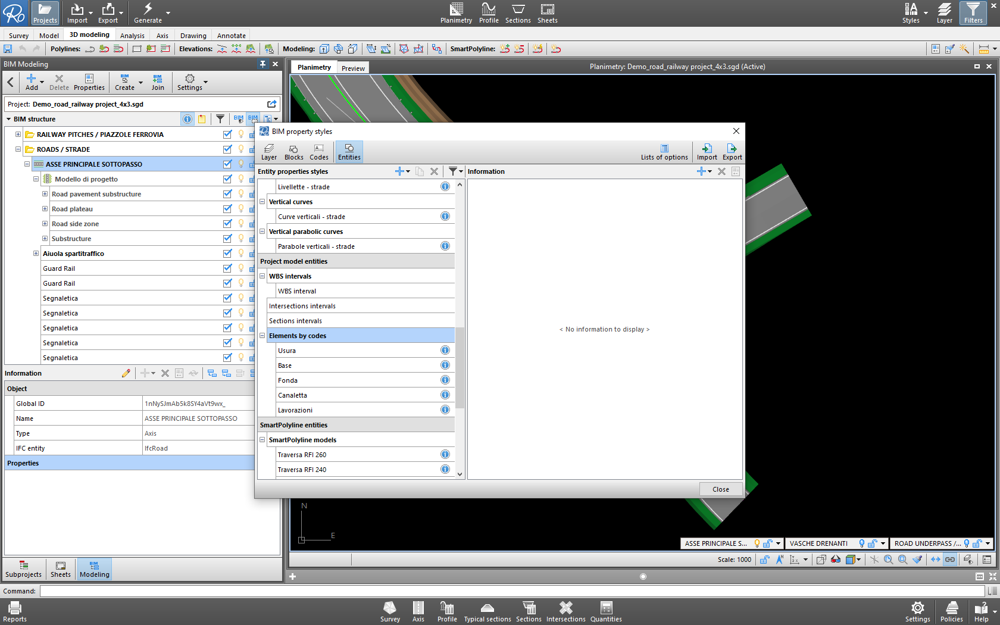 Ro
Projects
Import
Export
Generate
Planimetry
Profile
Sections
Sheets
Styles
Layer
Filters
Survey
Model
3D modeling
Analysis
Axis
Drawing
Annotate
Polylines:
Elevations:
Modeling:
SmartPolyline:
BIM Modeling
Add
Delete
Properties
BIM
Create
BIM
Join
Settings
Project: Demo_road_railway project_4x3.sgd
BIM structure
BIM
BIM
RAILWAY PITCHES / PIAZZOLE FERROVIA
ROADS / STRADE
ASSE PRINCIPALE SOTTOPASSO
Modello di progetto
Road pavement substructure
Road plateau
Road side zone
Substructure
Aiuola spartitraffico
Guard Rail
Guard Rail
Segnaletica
Segnaletica
Segnaletica
Segnaletica
Segnaletica
Information
Object
Global ID
1nNySJmAb5k8SY4aVt9wx_
Name
ASSE PRINCIPALE SOTTOPASSO
Type
Axis
IFC entity
IfcRoad
Properties
Subprojects
Sheets
BIM
Modeling
Planimetry
Preview
Planimetry: Demo_road_railway project_4x3.sgd (Active)
BIM property styles
Layer
Blocks
A...
Codes
Entities
Lists of options
Import
Export
Entity properties styles
Information
Livellette - strade
Vertical curves
Curve verticali - strade
Vertical parabolic curves
Parabole verticali - strade
Project model entities
WBS intervals
WBS interval
Intersections intervals
Sections intervals
Elements by codes
Usura
Base
Fonda
Canaletta
Lavorazioni
SmartPolyline entities
SmartPolyline models
Traversa RFI 260
Traversa RFI 240
< No information to display >
Close
N
E
ASSE PRINCIPALE S...
VASCHE DRENANTI
ROAD UNDERPASS /...
Scale: 1000
Command:
Reports
Survey
Axis
Profile
Typical sections
Sections
Intersections
Quantities
Settings
Policies
Help